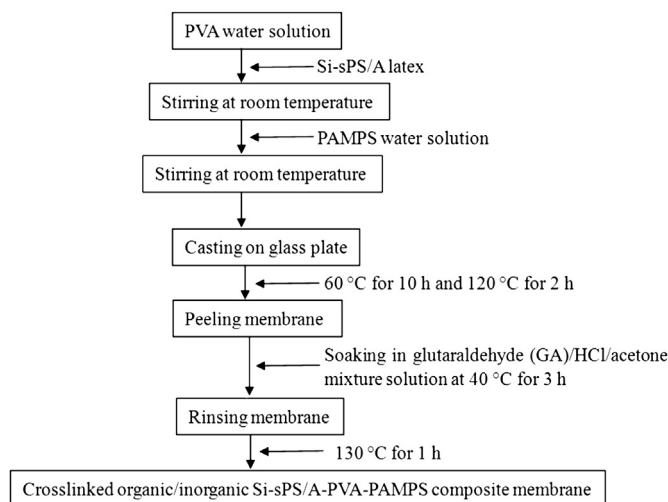 PVA water solution
Si-sPS/A latex
Stirring at room temperature
PAMPS water solution
Stirring at room temperature
Casting on glass plate
60 °C for 10 h and 120 °C for 2 h
Peeling membrane
Soaking in glutaraldehyde (GA)/HCl/acetone
mixture solution at 40 °C for 3 h
Rinsing membrane
130 °C for 1 h
Crosslinked organic/inorganic Si-sPS/A-PVA-PAMPS composite membrane